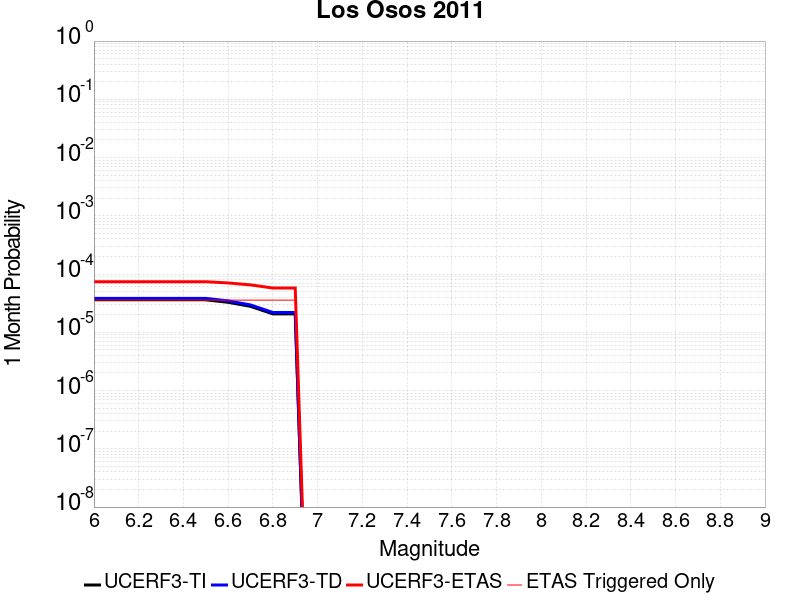 Los Osos 2011
1 Month Probability
10^0
10^-1
10^-2
10^-3
10^-4
10^-5
10^-6
10^-7
10^-8
6 6.2 6.4 6.6 6.8 7 7.2 7.4 7.6 7.8 8 8.2 8.4 8.6 8.8 9
Magnitude
UCERF3-TI UCERF3-TD UCERF3-ETAS ETAS Triggered Only